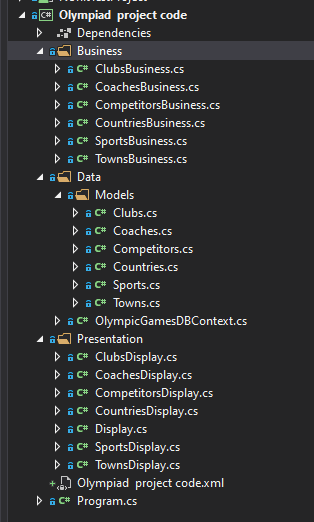 Olympiad project code
Dependencies
Business
C# ClubsBusiness.cs
C# CoachesBusiness.cs
C# CompetitorsBusiness.cs
C# CountriesBusiness.cs
C# SportsBusiness.cs
C# TownsBusiness.cs
Data
Models
C# Clubs.cs
C# Coaches.cs
C# Competitors.cs
C# Countries.cs
C# Sports.cs
C# Towns.cs
C# OlympicGamesDBContext.cs
Presentation
C# ClubsDisplay.cs
C# CoachesDisplay.cs
C# CompetitorsDisplay.cs
C# CountriesDisplay.cs
C# Display.cs
C# SportsDisplay.cs
C# TownsDisplay.cs
Olympiad project code.xml
C# Program.cs